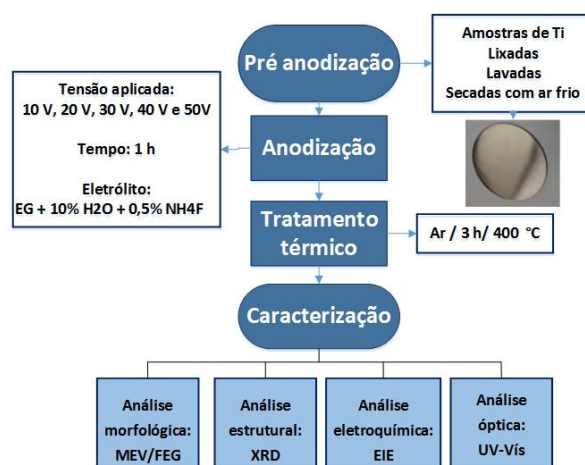 Pré anodização
Amostras de Ti
Lixadas
Lavadas
Secadas com ar frio
Tensão aplicada:
10 V, 20 V, 30 V, 40 V e 50V
Tempo: 1 h
Eletrólito:
EG + 10% H2O + 0,5% NH4F
Anodização
Tratamento
térmico
Ar / 3 h/ 400 °C
Caracterização
Análise
morfológica:
MEV/FEG
Análise
estrutural:
XRD
Análise
eletroquímica:
EIE
Análise
óptica:
UV-Vís